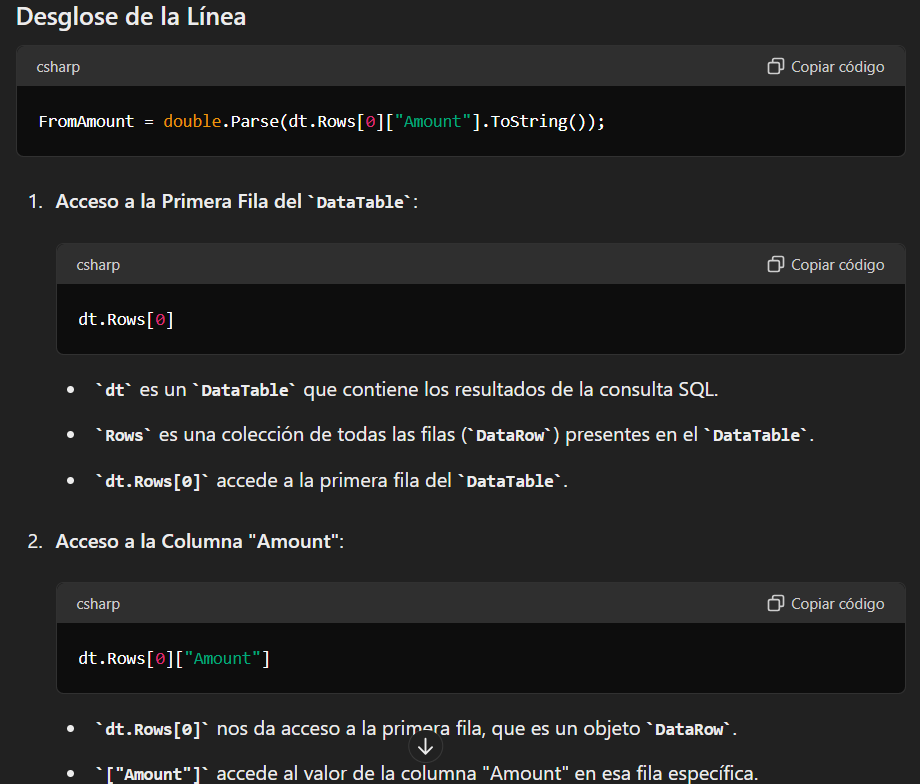 Desglose de la Línea
csharp Copiar código
FromAmount = double.Parse(dt.Rows[0]["Amount"].ToString());
1. Acceso a la Primera Fila del `DataTable`:
csharp Copiar código
dt.Rows[0]
• `dt` es un `DataTable` que contiene los resultados de la consulta SQL.
• `Rows` es una colección de todas las filas (`DataRow`) presentes en el `DataTable`.
• `dt.Rows[0]` accede a la primera fila del `DataTable`.
2. Acceso a la Columna "Amount":
csharp Copiar código
dt.Rows[0]["Amount"]
• `dt.Rows[0]` nos da acceso a la primera fila, que es un objeto `DataRow`.
• `["Amount"]` accede al valor de la columna "Amount" en esa fila específica.